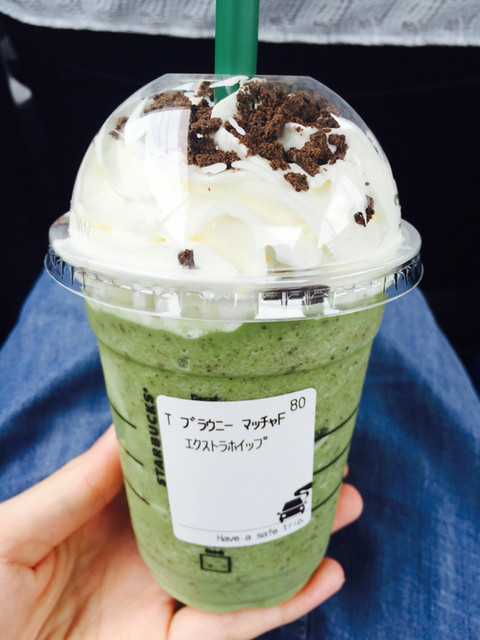 80
T ブラウニー マッチャF
エクストラホイップ
Have a safe trip
STARBUCKS®